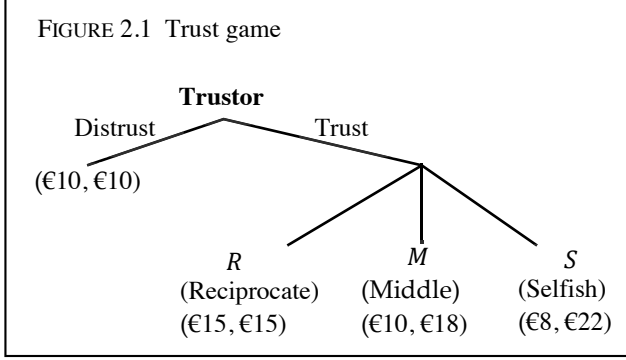 FIGURE 2.1 Trust game
Trustor
Distrust Trust
(€10, €10)
R M S
(Reciprocate) (Middle) (Selfish)
(€15, €15) (€10, €18) (€8, €22)